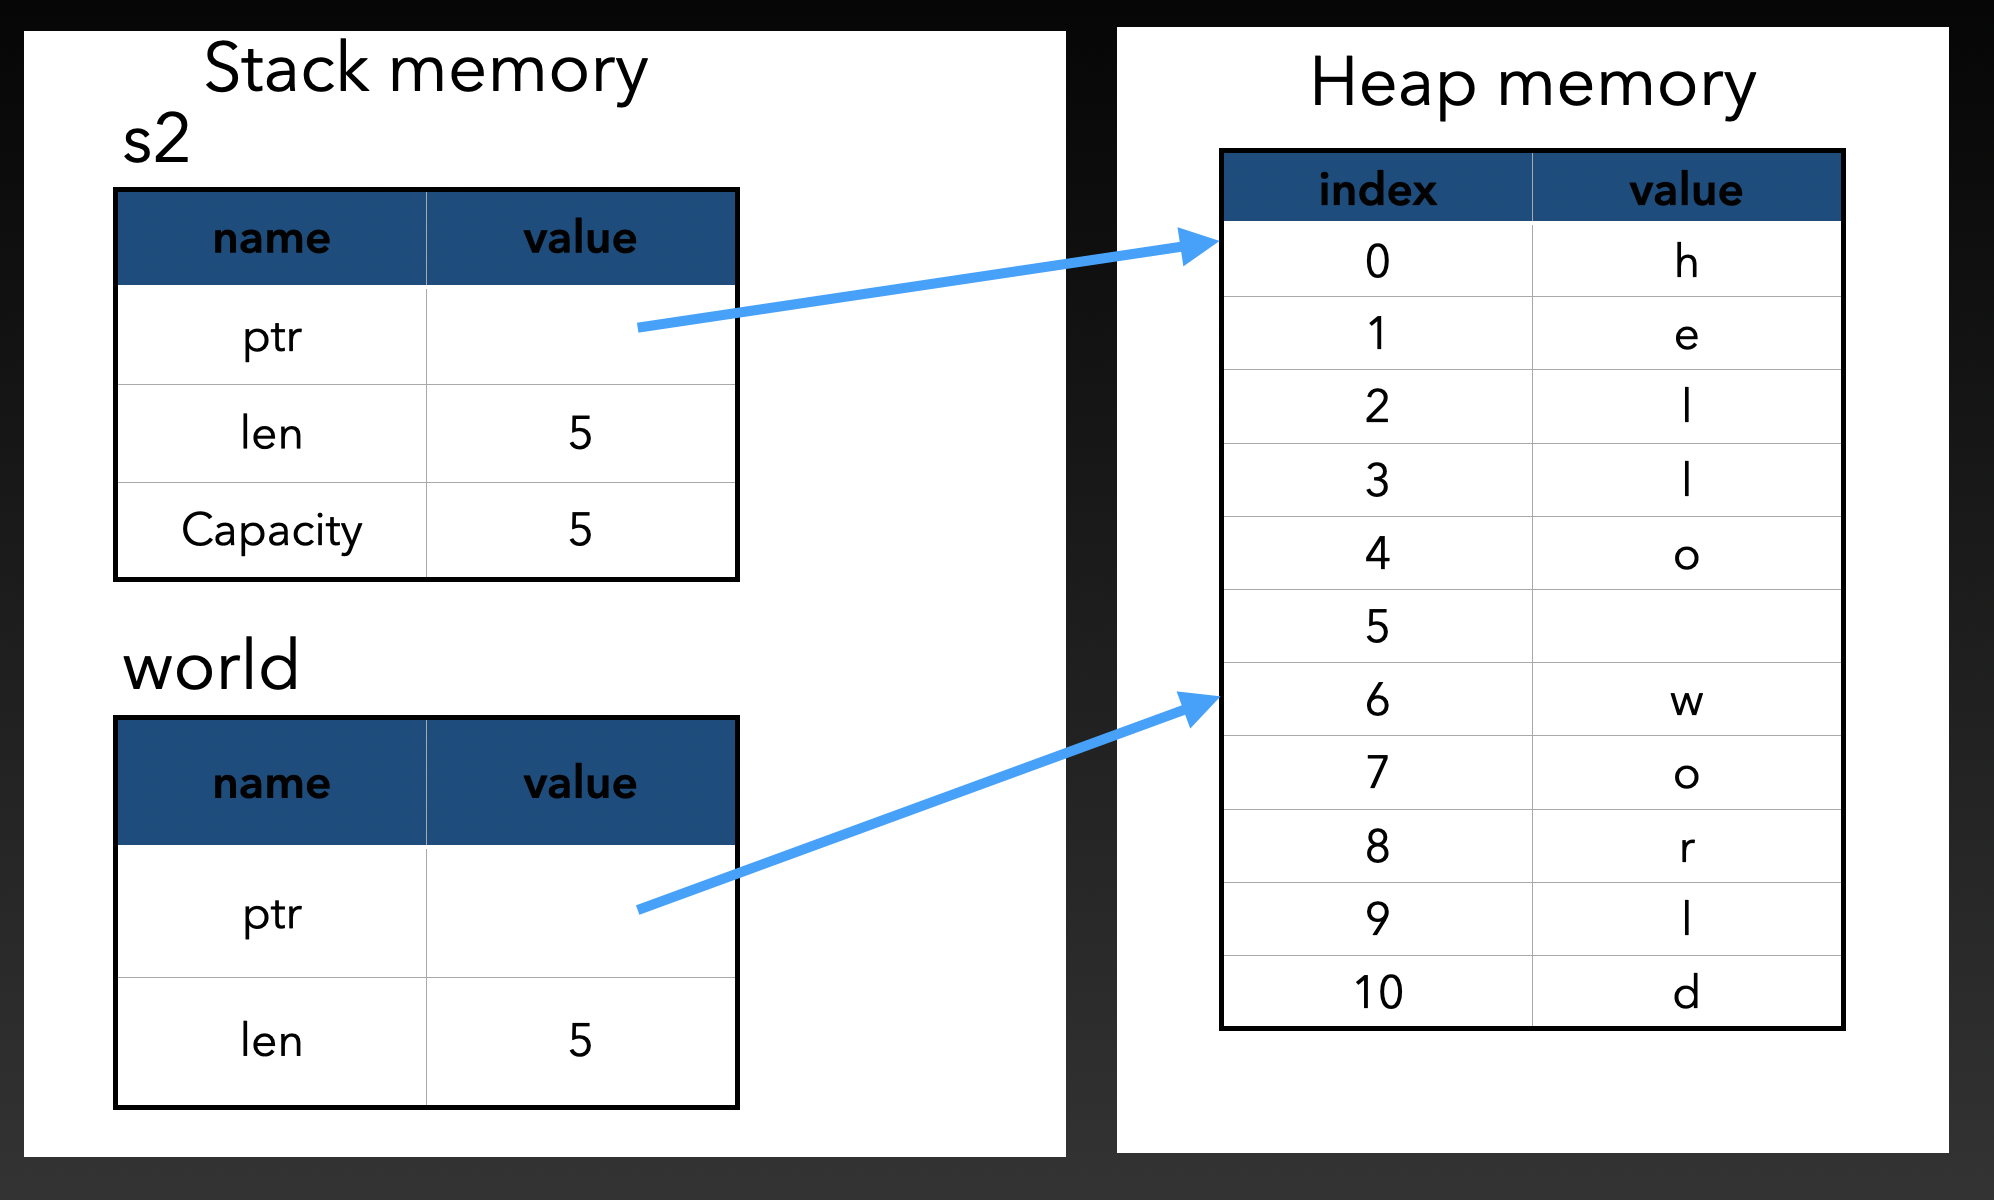 Stack memory
s2
name value
ptr
len 5
Capacity 5
world
name value
ptr
len 5
Heap memory
index value
0 h
1 e
2 l
3 l
4 o
5
6 w
7 o
8 r
9 l
10 d